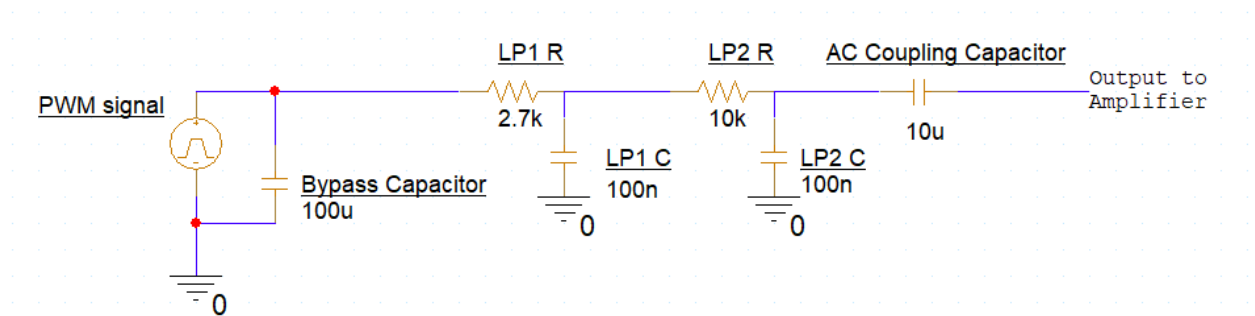 LP1 R
LP2 R
AC Coupling Capacitor
Output to
Amplifier
PWM signal
2.7k
10k
10u
LP1 C
100n
LP2 C
100n
Bypass Capacitor
100u
0
0
0